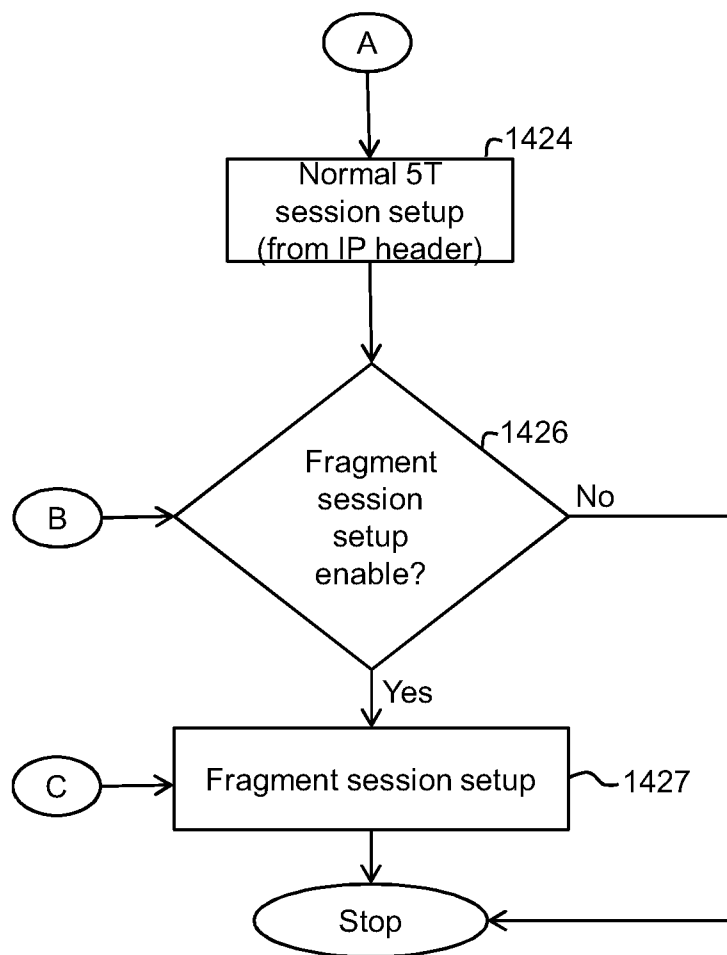 A
1424
Normal 5T
session setup
(from IP header)
1426
Fragment
session
setup
enable?
No
B
Yes
C
Fragment session setup
1427
Stop